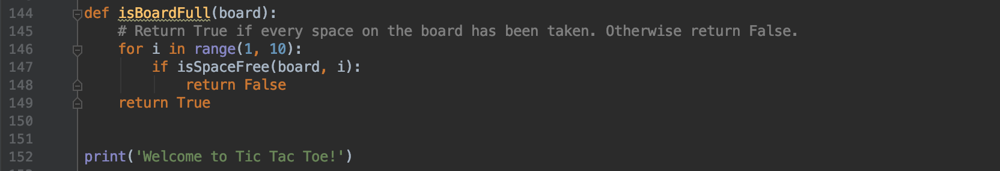 144 def isBoardFull(board):
145     # Return True if every space on the board has been taken. Otherwise return False.
146     for i in range(1, 10):
147         if isSpaceFree(board, i):
148             return False
149     return True
150
151
152 print('Welcome to Tic Tac Toe!')